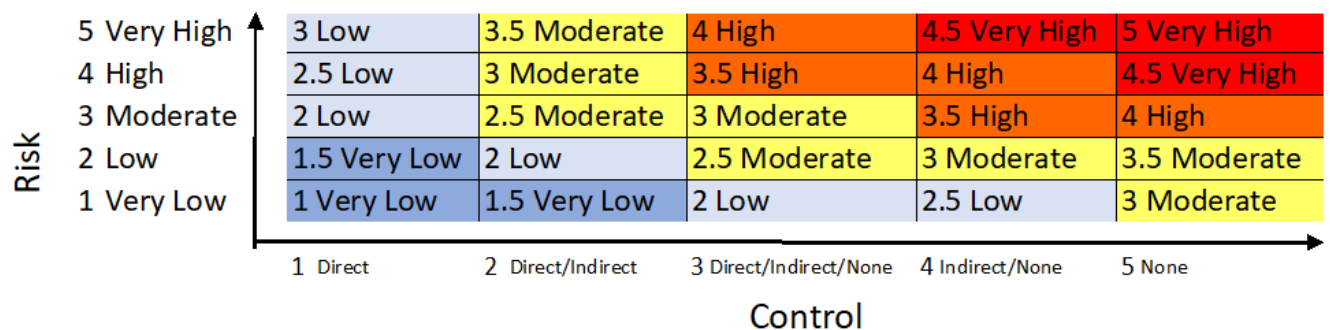 5 Very High 3 Low 3.5 Moderate 4 High 4.5 Very High 5 Very High
4 High 2.5 Low 3 Moderate 3.5 High 4 High 4.5 Very High
3 Moderate 2 Low 2.5 Moderate 3 Moderate 3.5 High 4 High
2 Low 1.5 Very Low 2 Low 2.5 Moderate 3 Moderate 3.5 Moderate
1 Very Low 1 Very Low 1.5 Very Low 2 Low 2.5 Low 3 Moderate
Risk
1 Direct 2 Direct/Indirect 3 Direct/Indirect/None 4 Indirect/None 5 None
Control